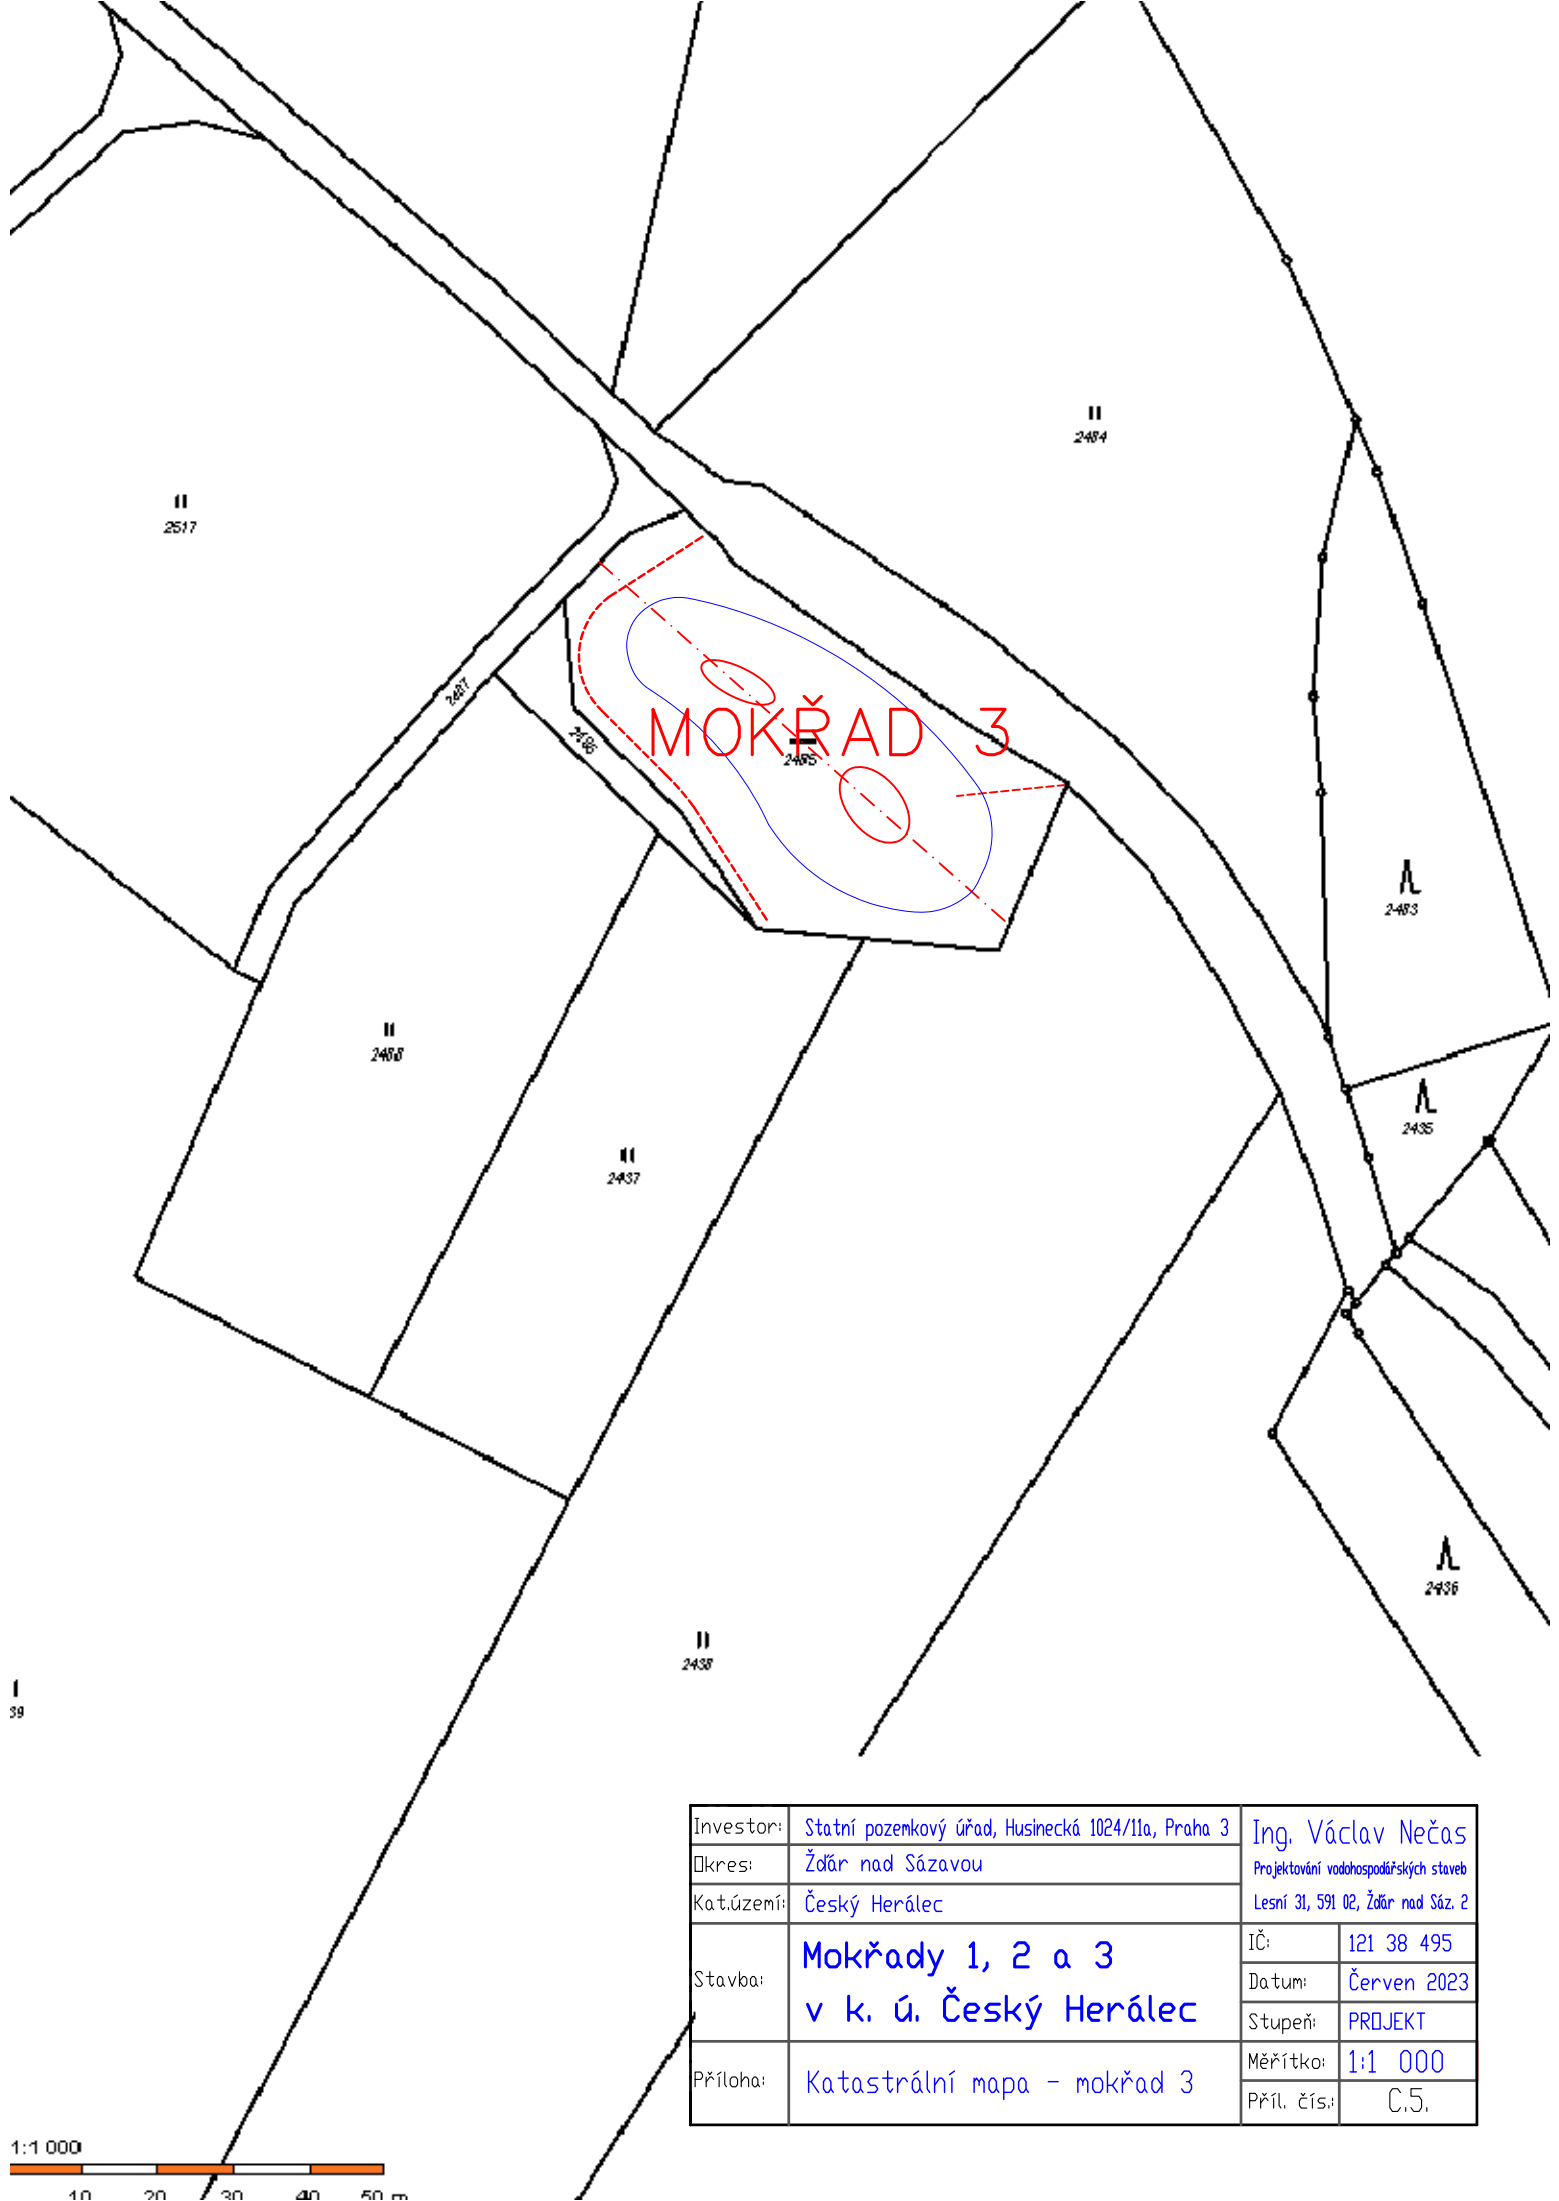 2484
2517
2487
2486
MOKŘAD 3
2485
2483
2488
2435
2437
2436
2438
39
Investor: Statní pozemkový úřad, Husinecká 1024/11a, Praha 3
Okres: Žďár nad Sázavou
Kat.území: Český Herálec
Stavba: Mokřady 1, 2 a 3
v k. ú. Český Herálec
Příloha: Katastrální mapa - mokřad 3
Ing. Václav Nečas
Projektování vodohospodářských staveb
Lesní 31, 591 02, Žďár nad Sáz. 2
IČ: 121 38 495
Datum: Červen 2023
Stupeň: PROJEKT
Měřítko: 1:1 000
Příl. čís.: C.5.
1:1 000
10 20 30 40 50 m